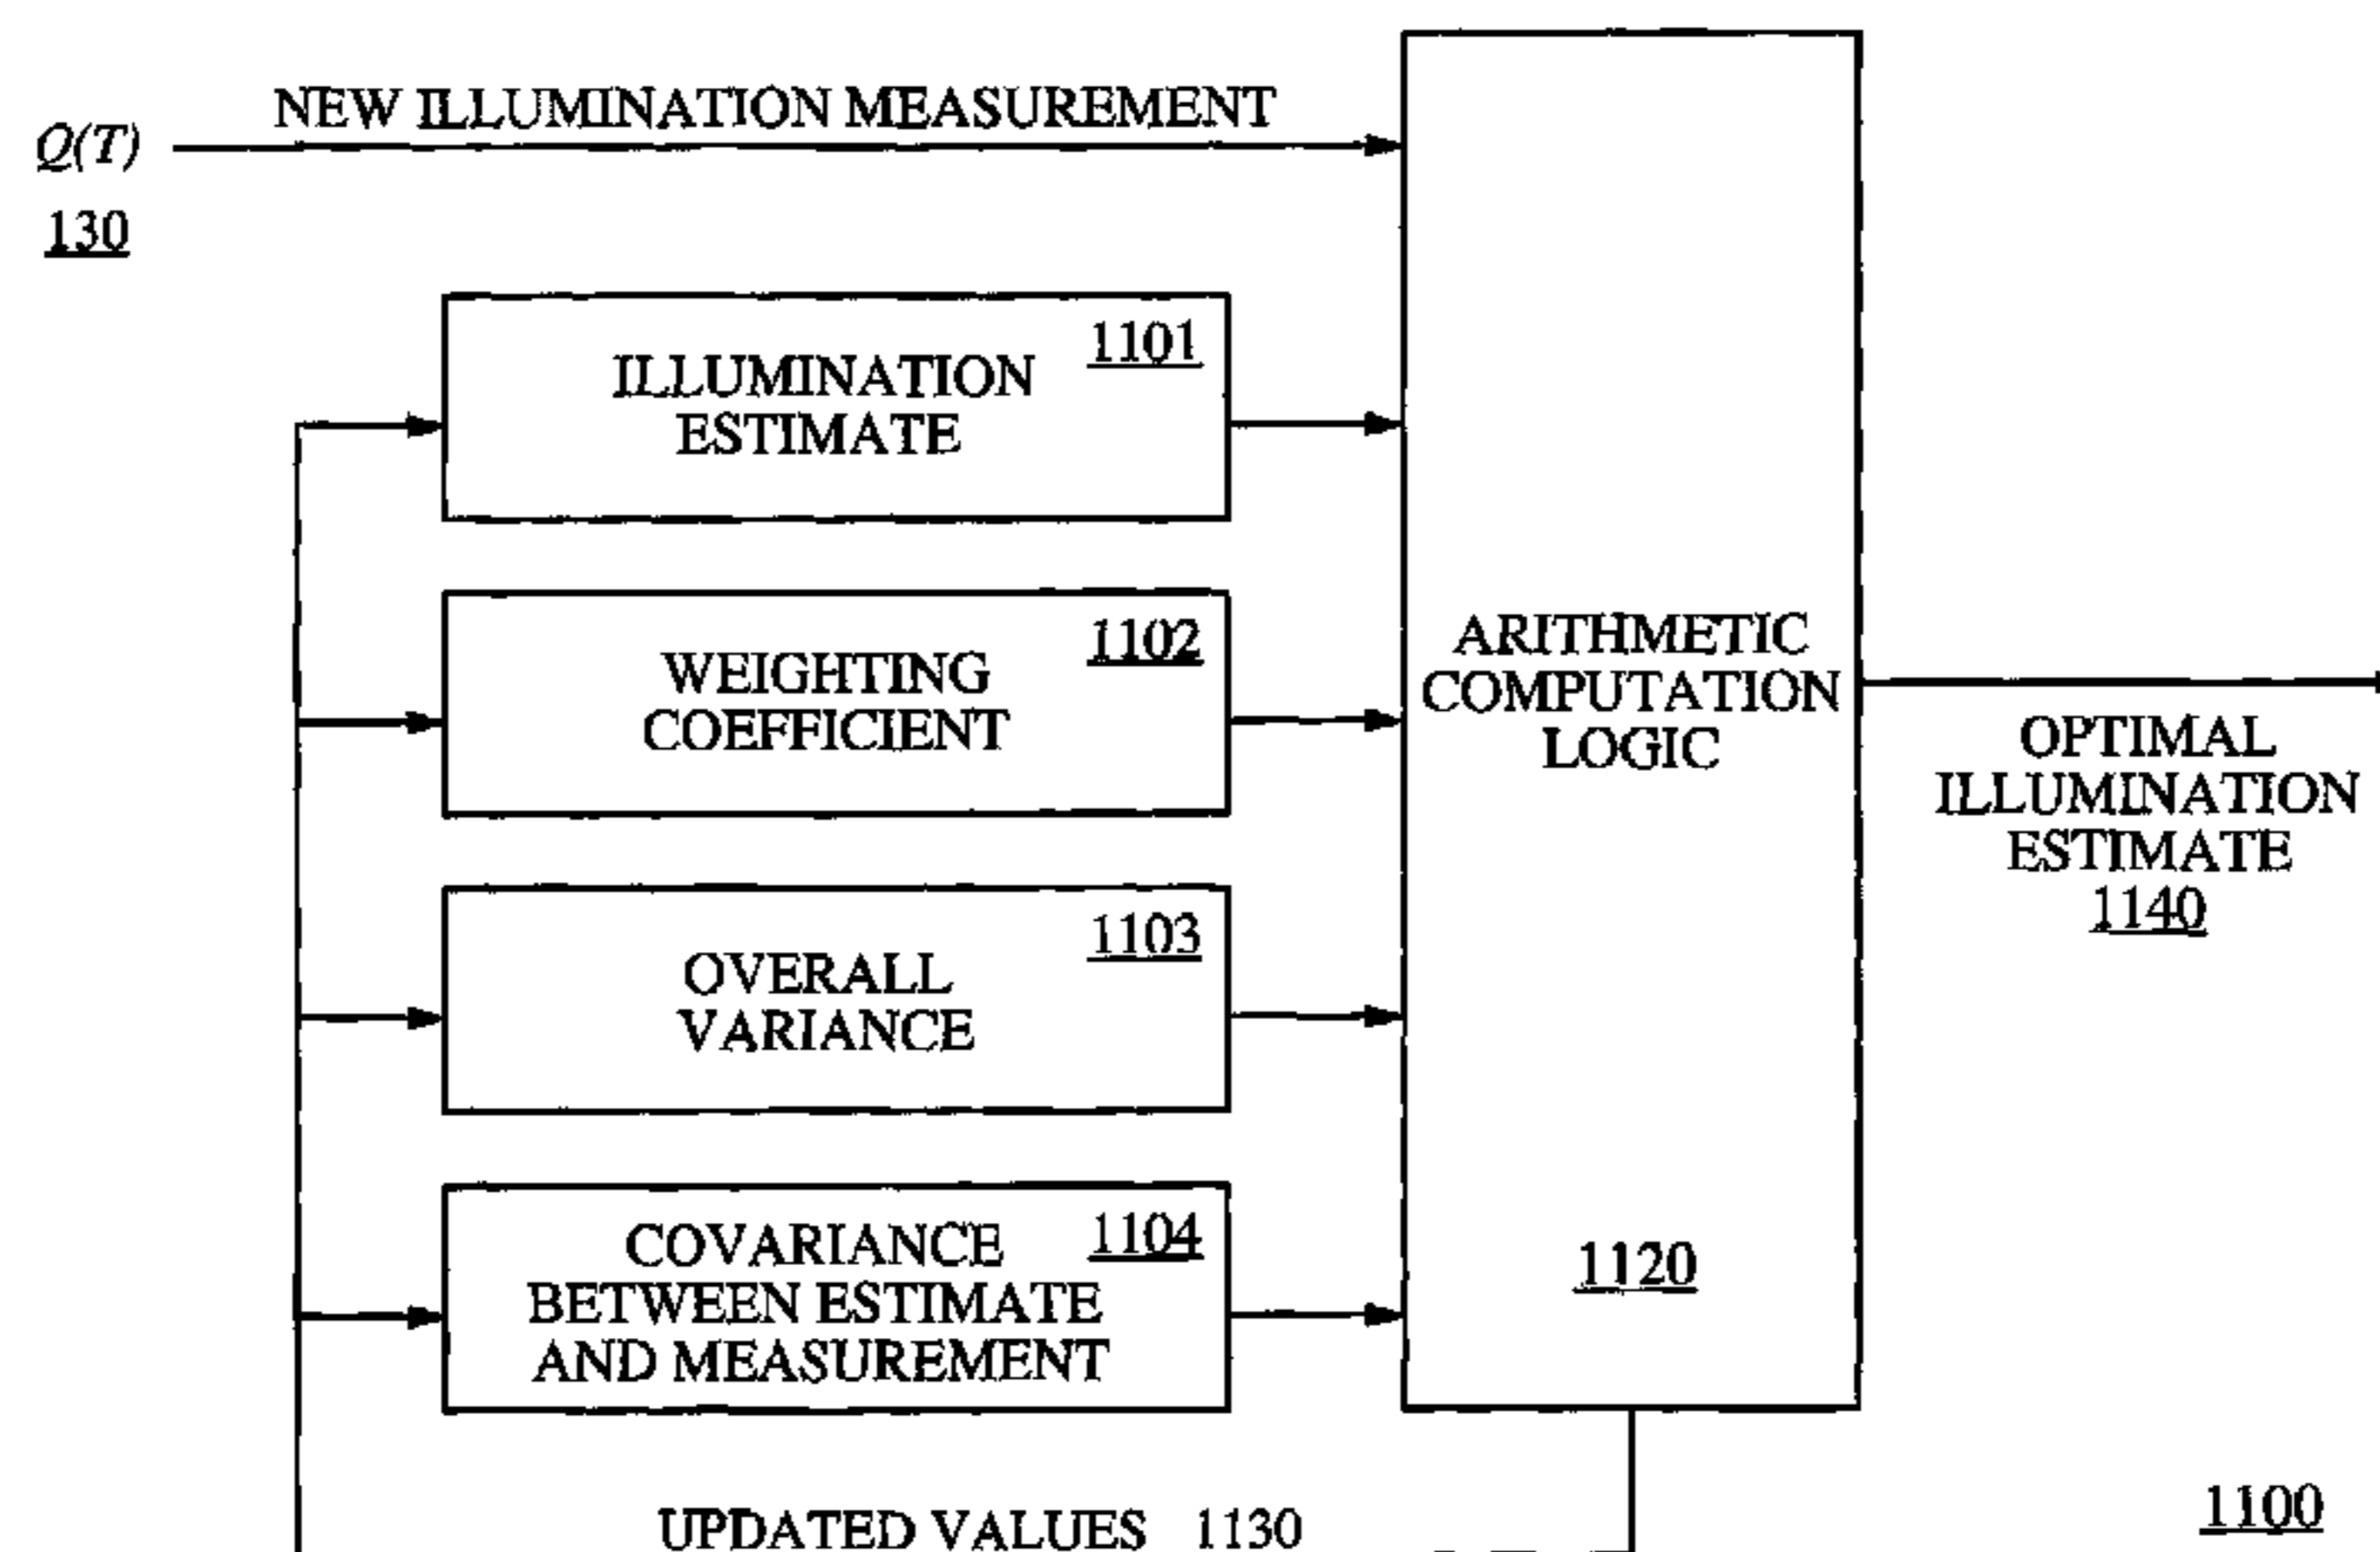 NEW ILLUMINATION MEASUREMENT
Q(T)
130
1101
ILLUMINATION
ESTIMATE
1102
WEIGHTING
COEFFICIENT
1103
OVERALL
VARIANCE
1104
COVARIANCE
BETWEEN ESTIMATE
AND MEASUREMENT
ARITHMETIC
COMPUTATION
LOGIC
1120
OPTIMAL
ILLUMINATION
ESTIMATE
1140
UPDATED VALUES 1130
1100